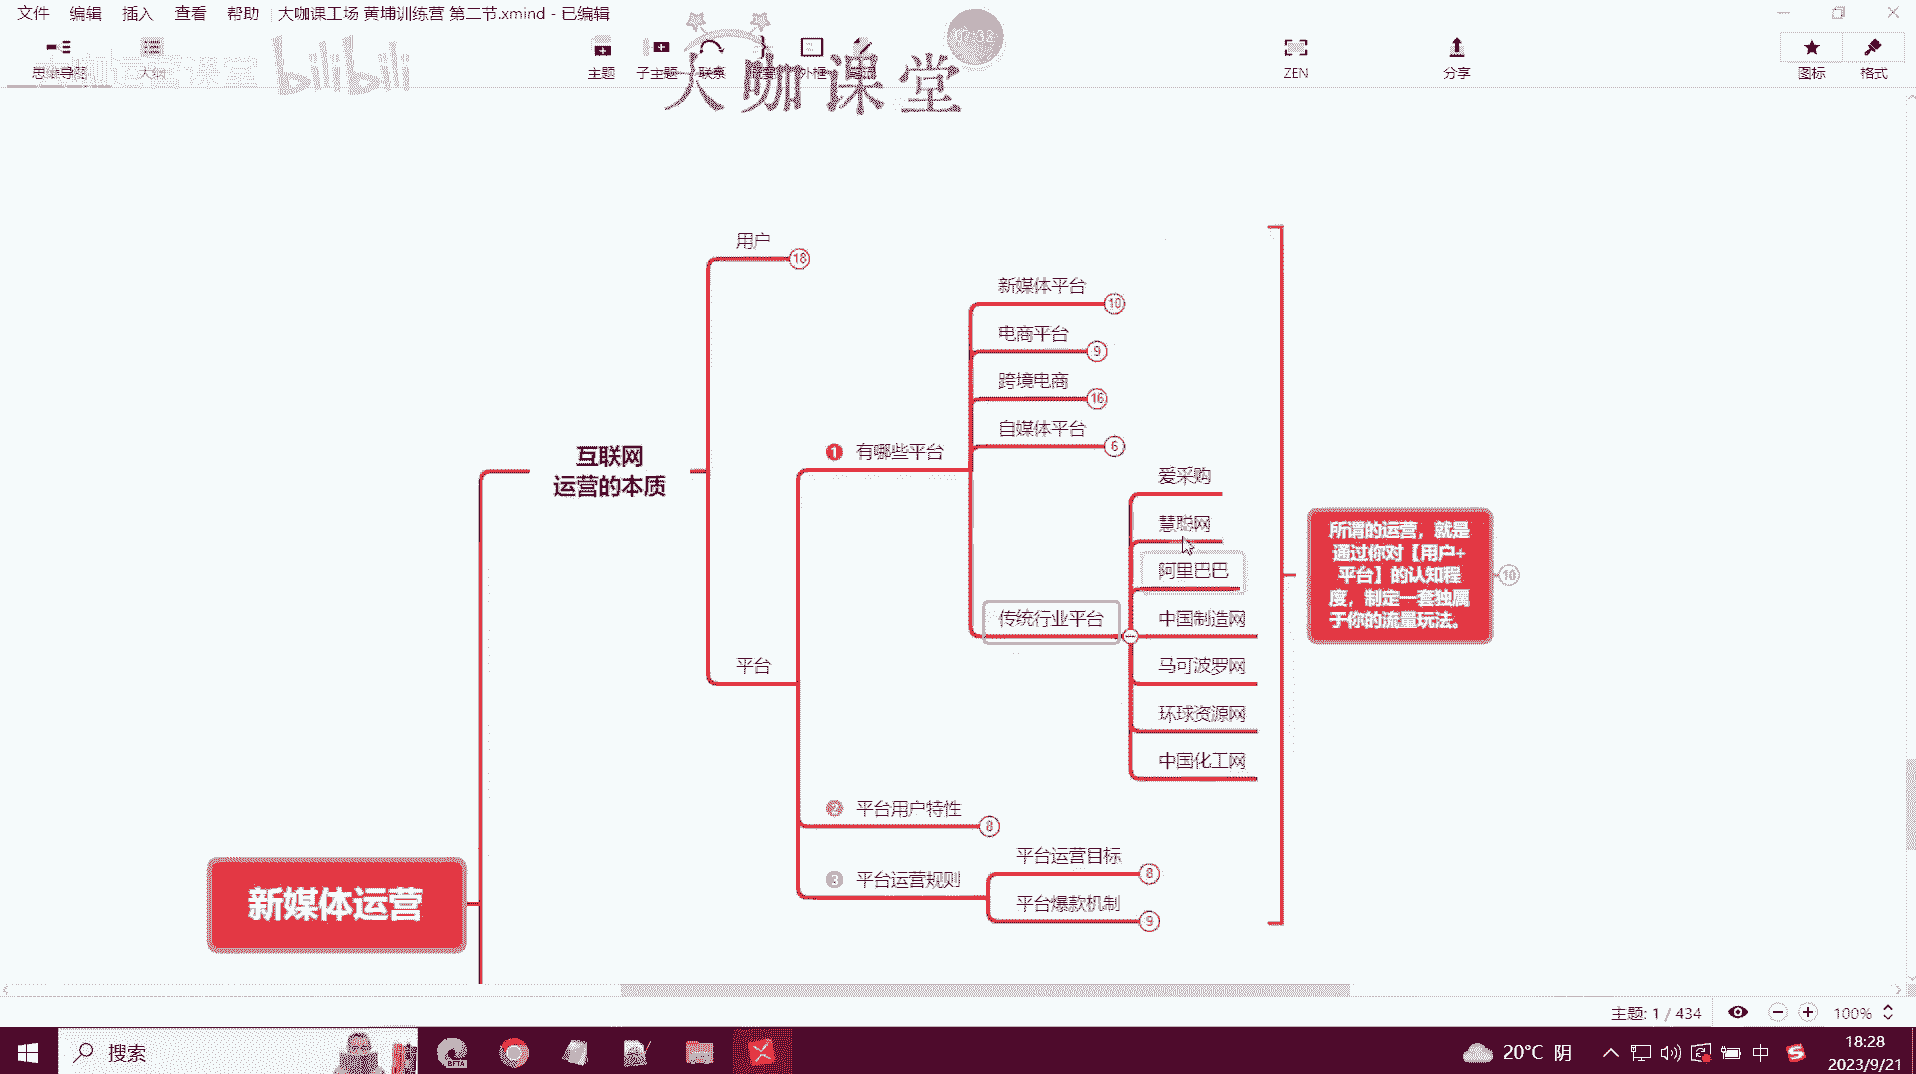 文件 编辑 插入 查看 帮助 大咖课工场 黄埔训练营 第二节.xmind - 已编辑
bilibili
大咖课堂
02:32
思维导图
大纲
主题
子主题
联系
概要
外框
ZEN
分享
图标
格式
用户
18
新媒体平台
10
电商平台
9
跨境电商
16
自媒体平台
6
1 有哪些平台
互联网
运营的本质
爱采购
慧聪网
阿里巴巴
传统行业平台
中国制造网
马可波罗网
环球资源网
中国化工网
平台
所谓的运营，就是
通过你对【用户+
平台】的认知程
度，制定一套独属
于你的流量玩法。
10
2 平台用户特性
8
3 平台运营规则
平台运营目标
8
平台爆款机制
9
新媒体运营
主题: 1 / 434
100%
搜索
BETA
20°C 阴
中
18:28
2023/9/21